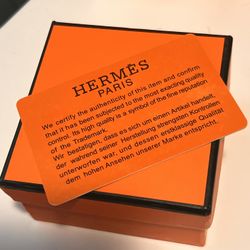 HERMÈS
PARIS
We certify the authenticity of this item and confirm
that it has been subjected to the most exacting quality
control. Its high quality is a symbol of the fine reputation
of the Trademark.
Wir bestätigen, dass es sich um einen Artikel handelt,
der während seiner Herstellung strengsten Kontrollen
unterworfen war, und dessen erstklassige Qualität
dem hohen Ansehen unserer Marke entspricht.